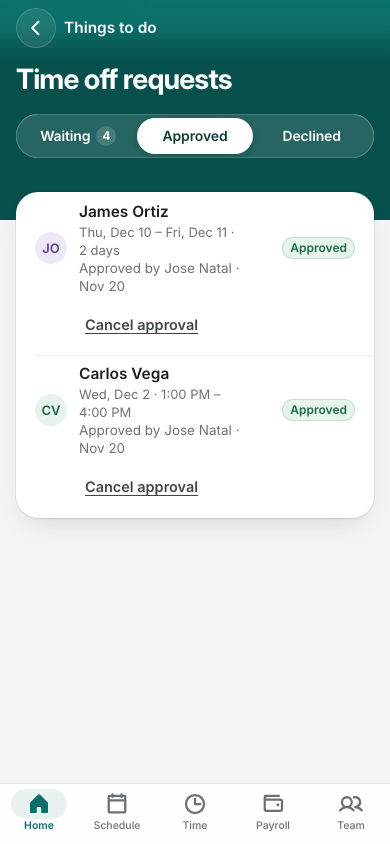 Things to do
Time off requests
Waiting 4
Approved
Declined
James Ortiz
JO
Thu, Dec 10 – Fri, Dec 11 ·
2 days
Approved by Jose Natal ·
Nov 20
Approved
Cancel approval
Carlos Vega
CV
Wed, Dec 2 · 1:00 PM –
4:00 PM
Approved by Jose Natal ·
Nov 20
Approved
Cancel approval
Home
Schedule
Time
Payroll
Team